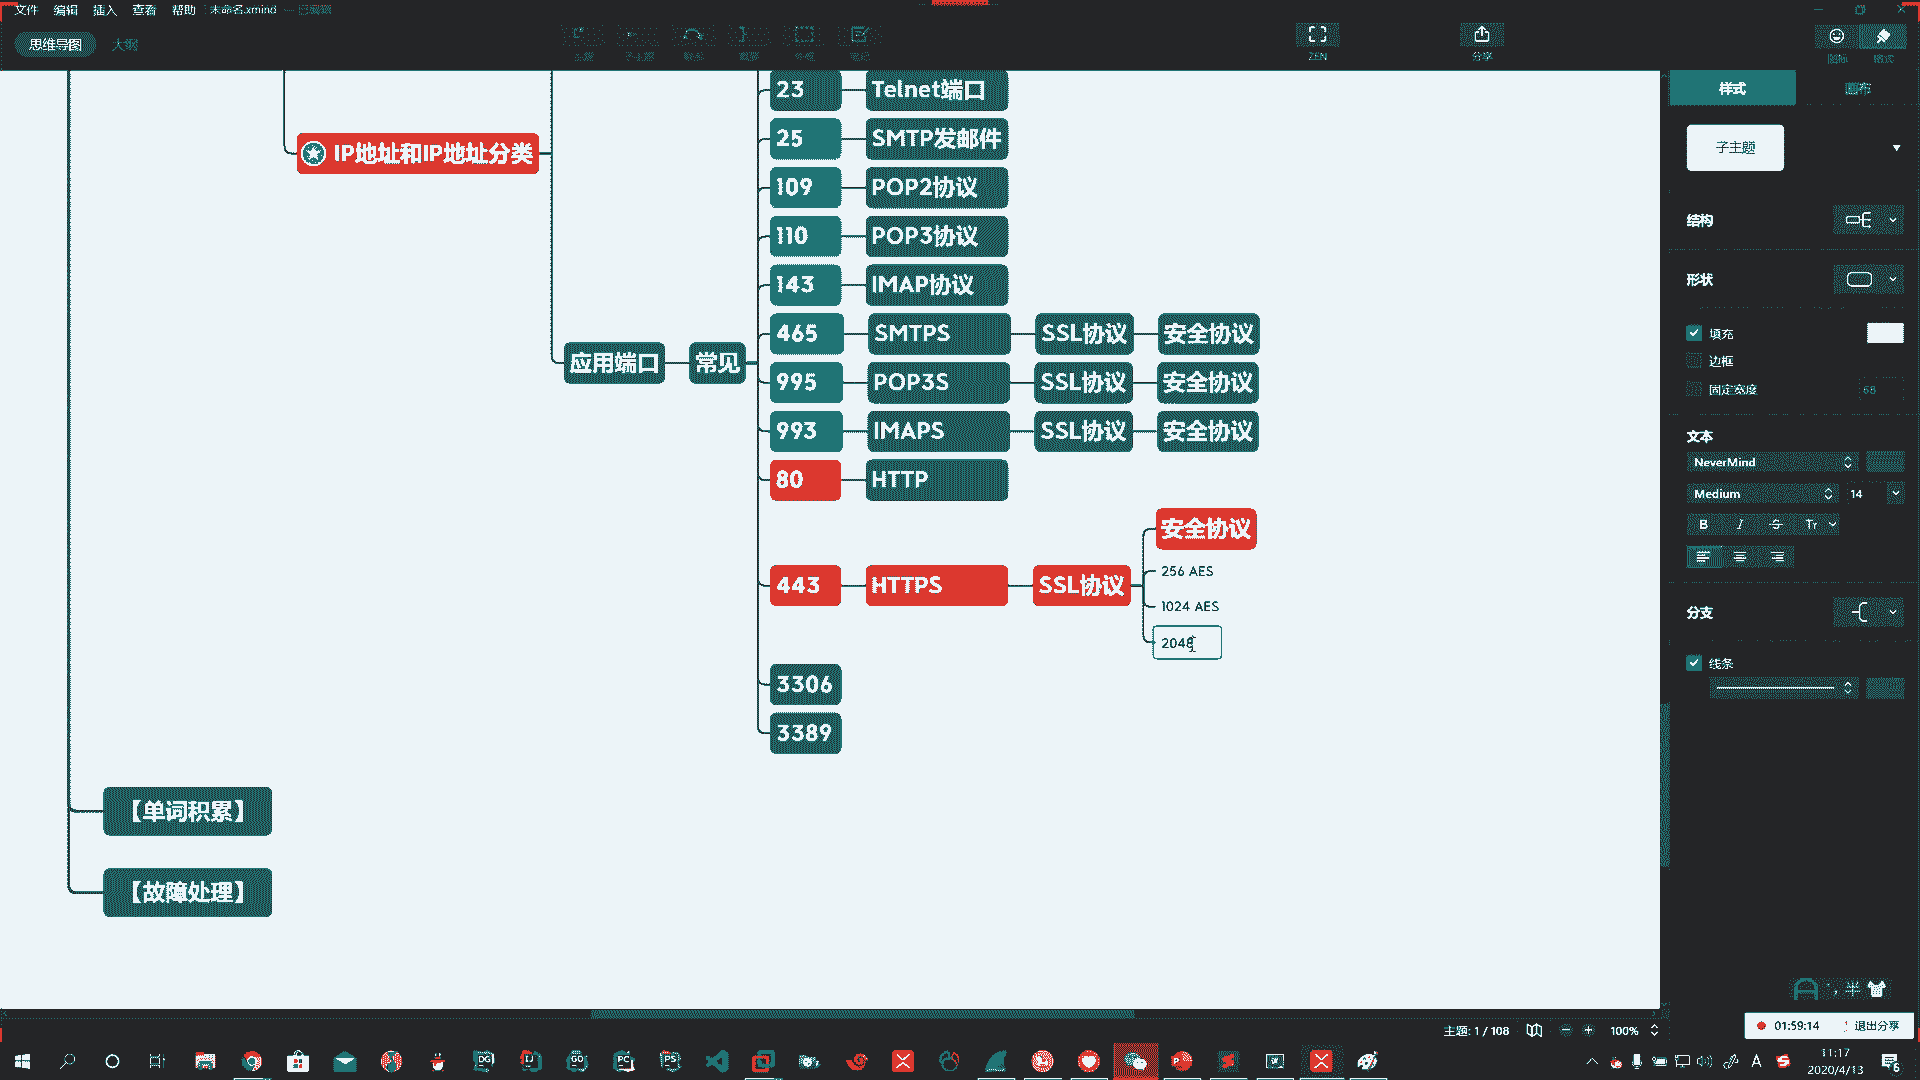 文件 编辑 插入 查看 帮助 未命名.xmind — 已编辑
思维导图 大纲
ZEN 分享
样式 画布
23 Telnet端口
25 SMTP发邮件
IP地址和IP地址分类
109 POP2协议
110 POP3协议
143 IMAP协议
465 SMTPS SSL协议 安全协议
应用端口 常见
995 POP3S SSL协议 安全协议
993 IMAPS SSL协议 安全协议
80 HTTP
安全协议
256 AES
443 HTTPS SSL协议
1024 AES
2048
3306
3389
【单词积累】
【故障处理】
子主题
结构
形状
填充
边框
固定宽度
文本
NeverMind
Medium 14
B I S Tr
分支
线条
半
主题: 1 / 108 100%
01:59:14 退出分享
DG IJ GO PC PS
A
11:17
2020/4/13